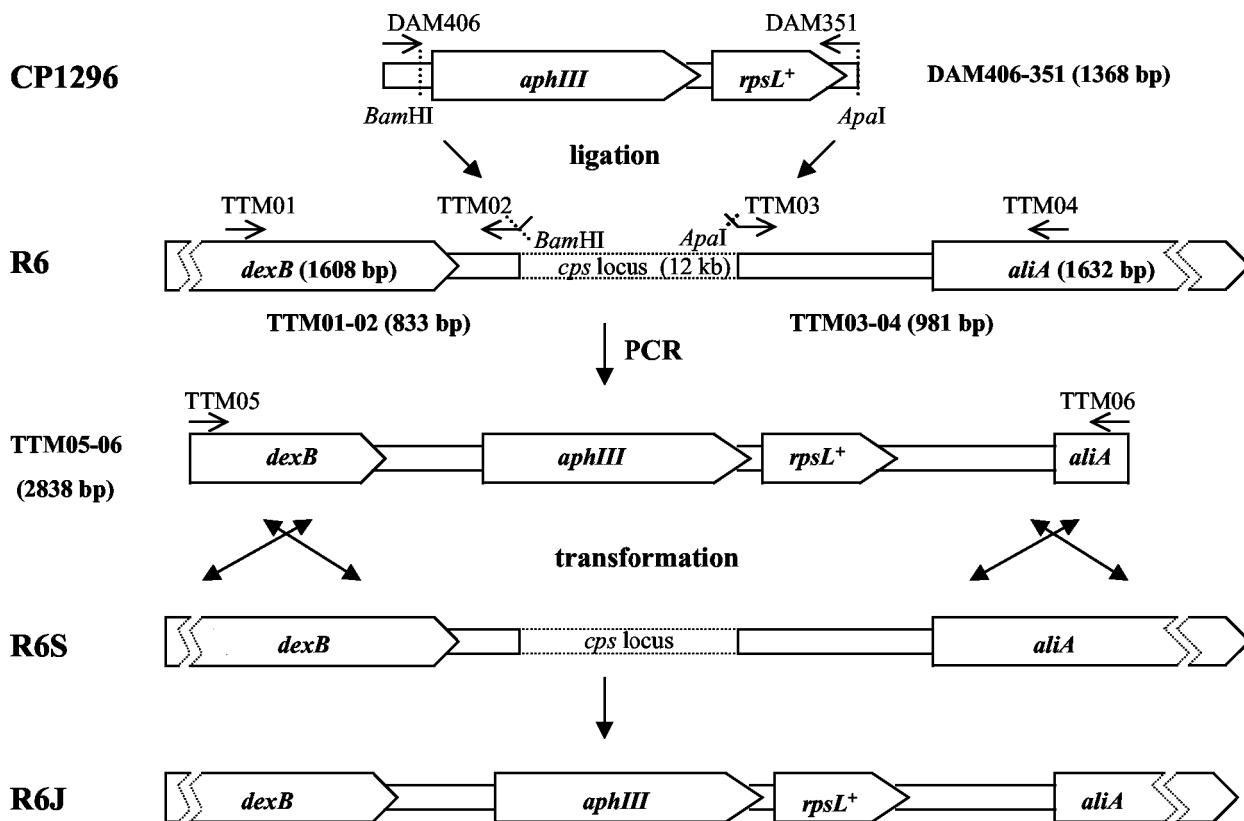 DAM406 DAM351
CP1296 aphIII rpsL+ DAM406-351 (1368 bp)
BamHI ApaI
ligation
TTM01 TTM02 TTM03 TTM04
BamHI ApaI
R6 dexB (1608 bp) cps locus (12 kb) aliA (1632 bp)
TTM01-02 (833 bp) TTM03-04 (981 bp)
PCR
TTM05 TTM06
TTM05-06
(2838 bp)
dexB aphIII rpsL+ aliA
transformation
R6S dexB cps locus aliA
R6J dexB aphIII rpsL+ aliA